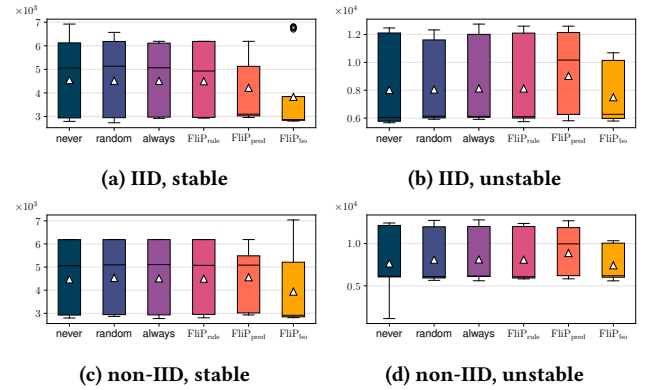 ×10³
7
6
5
4
3
never random always FliP_rule FliP_pred FliP_bo
(a) IID, stable
×10⁴
1.2
1.0
0.8
0.6
never random always FliP_rule FliP_pred FliP_bo
(b) IID, unstable
×10³
7
6
5
4
3
never random always FliP_rule FliP_pred FliP_bo
(c) non-IID, stable
×10⁴
1.0
0.5
never random always FliP_rule FliP_pred FliP_bo
(d) non-IID, unstable